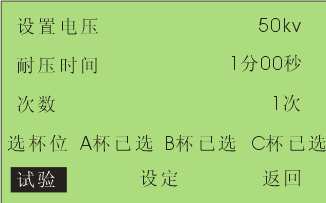 设置电压 50kv
耐压时间 1分00秒
次数 1次
选杯位 A杯已选 B杯已选 C杯已选
试验 设定 返回